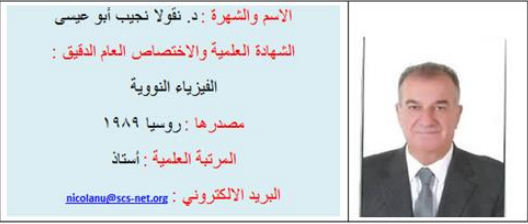 الاسم والشهرة : د. نقولا نجيب أبو عيسى
الشهادة العلمية والاختصاص العام الدقيق :
الفيزياء النووية
مصدرها : روسيا ١٩٨٩
المرتبة العلمية : أستاذ
البريد الالكتروني : nicolanu@scs-net.org